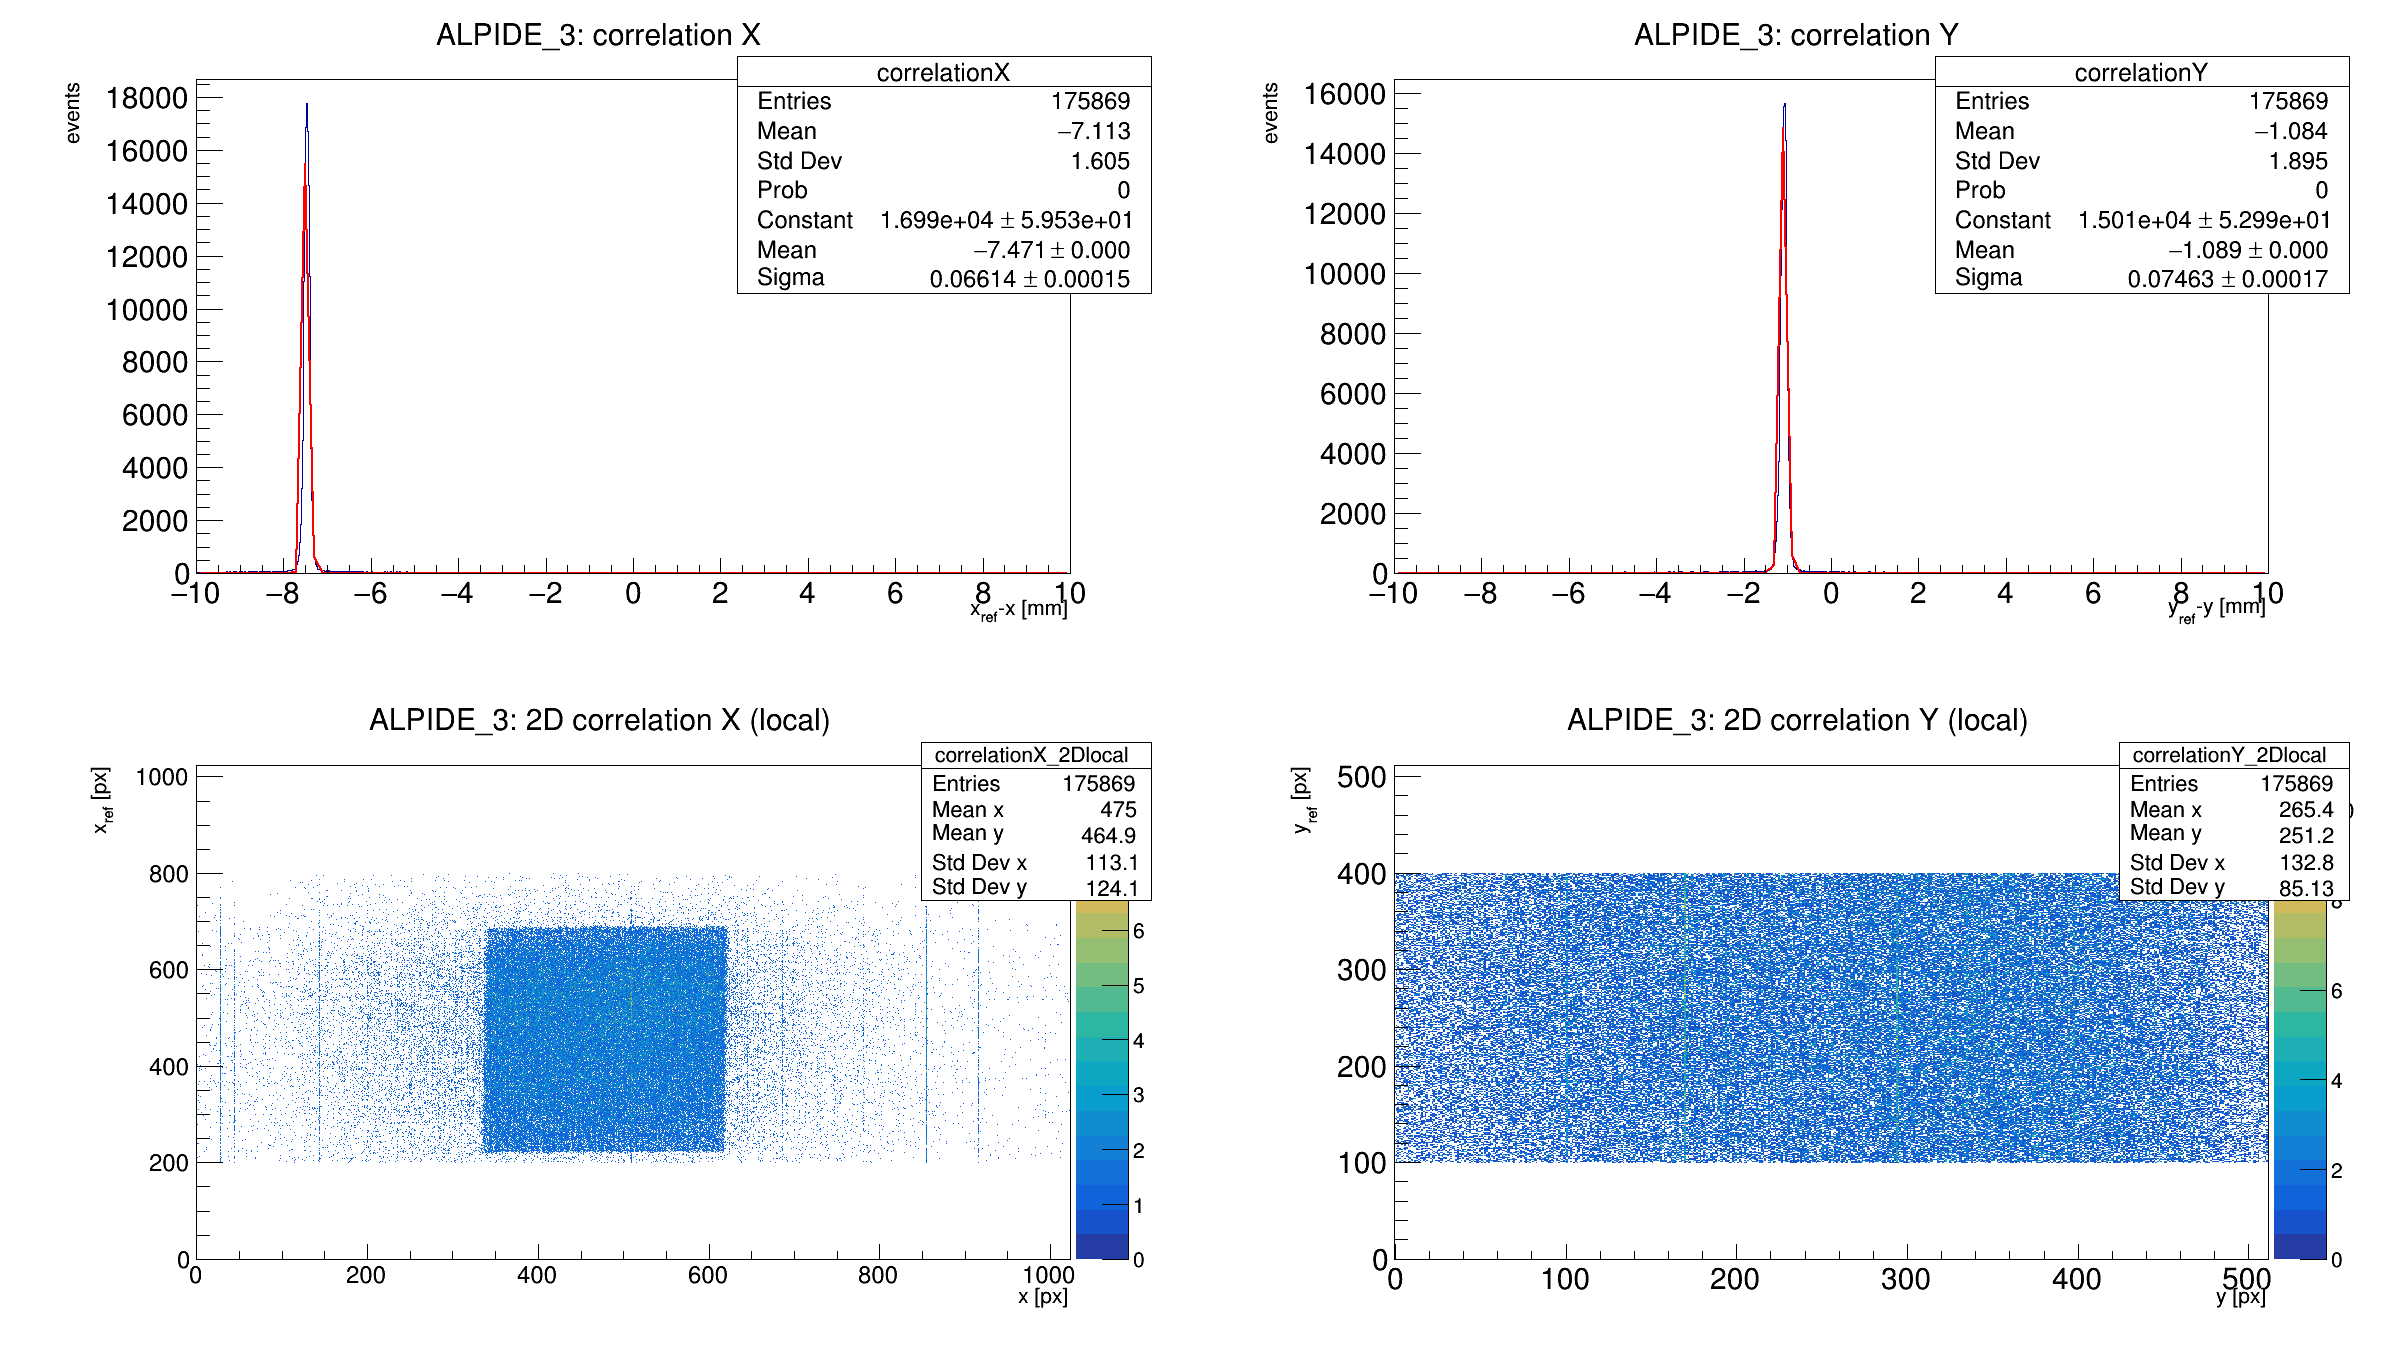 ALPIDE_3: correlation X
correlationX
Entries 175869
Mean −7.113
Std Dev 1.605
Prob 0
Constant 1.699e+04 ± 5.953e+01
Mean −7.471 ± 0.000
Sigma 0.06614 ± 0.00015
events
18000
16000
14000
12000
10000
8000
6000
4000
2000
0
−10 −8 −6 −4 −2 0 2 4 6 8 10
xref-x [mm]
ALPIDE_3: correlation Y
correlationY
Entries 175869
Mean −1.084
Std Dev 1.895
Prob 0
Constant 1.501e+04 ± 5.299e+01
Mean −1.089 ± 0.000
Sigma 0.07463 ± 0.00017
events
16000
14000
12000
10000
8000
6000
4000
2000
0
−10 −8 −6 −4 −2 0 2 4 6 8 10
yref-y [mm]
ALPIDE_3: 2D correlation X (local)
correlationX_2Dlocal
Entries 175869
Mean x 475
Mean y 464.9
Std Dev x 113.1
Std Dev y 124.1
xref [px]
1000
800
600
400
200
0
0 200 400 600 800 1000
x [px]
6
5
4
3
2
1
0
ALPIDE_3: 2D correlation Y (local)
correlationY_2Dlocal
Entries 175869
Mean x 265.4
Mean y 251.2
Std Dev x 132.8
Std Dev y 85.13
yref [px]
500
400
300
200
100
0
0 100 200 300 400 500
y [px]
8
6
4
2
0